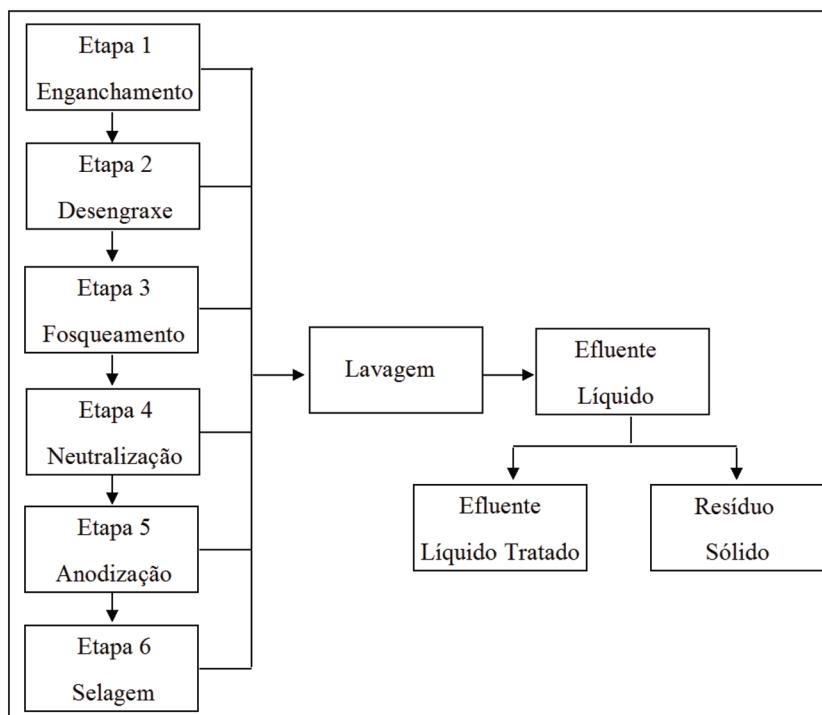 Etapa 1
Enganchamento
Etapa 2
Desengraxe
Etapa 3
Fosqueamento
Etapa 4
Neutralização
Etapa 5
Anodização
Etapa 6
Selagem
Lavagem
Efluente
Líquido
Efluente
Líquido Tratado
Resíduo
Sólido